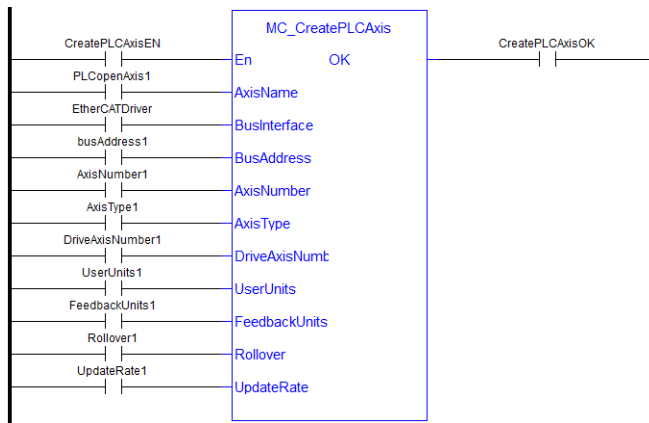 MC_CreatePLCAxis
CreatePLCAxisEN
CreatePLCAxisOK
En
OK
PLCopenAxis1
AxisName
EtherCATDriver
BusInterface
busAddress1
BusAddress
AxisNumber1
AxisNumber
AxisType1
AxisType
DriveAxisNumber1
DriveAxisNumb
UserUnits1
UserUnits
FeedbackUnits1
FeedbackUnits
Rollover1
Rollover
UpdateRate1
UpdateRate